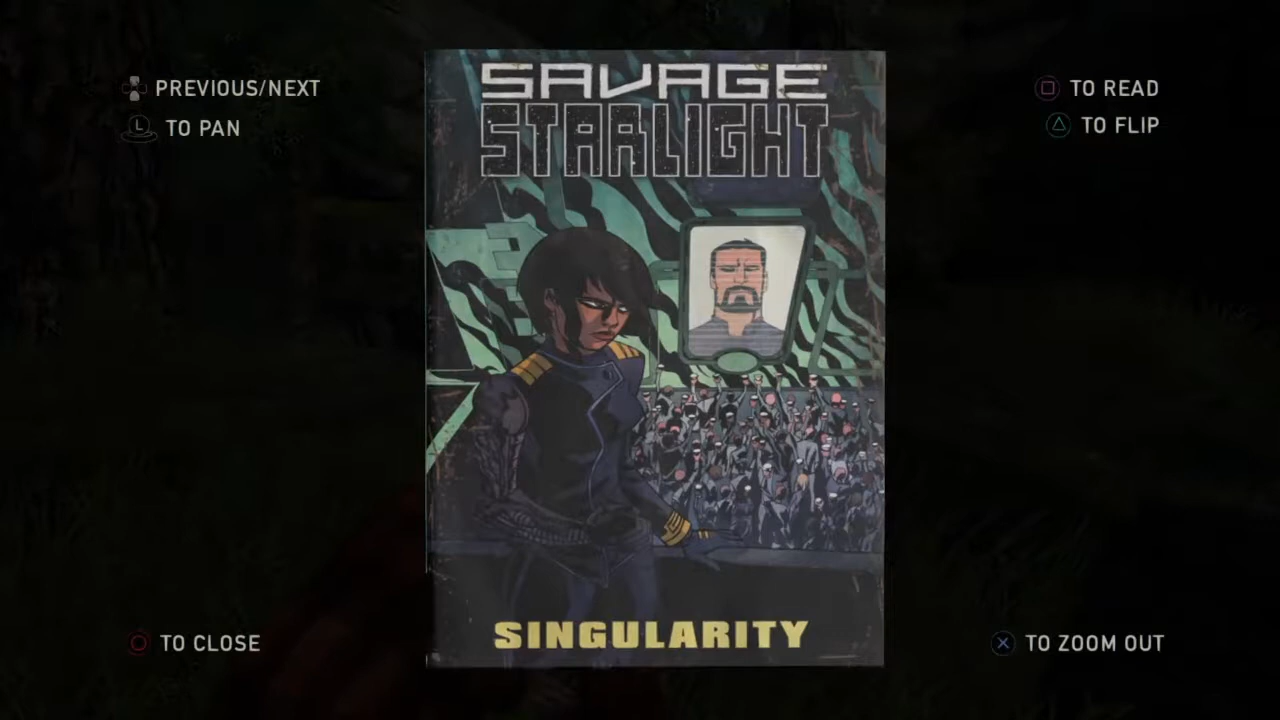 SAVAGE
STARLIGHT
PREVIOUS/NEXT
L TO PAN
TO READ
TO FLIP
SINGULARITY
TO CLOSE
TO ZOOM OUT